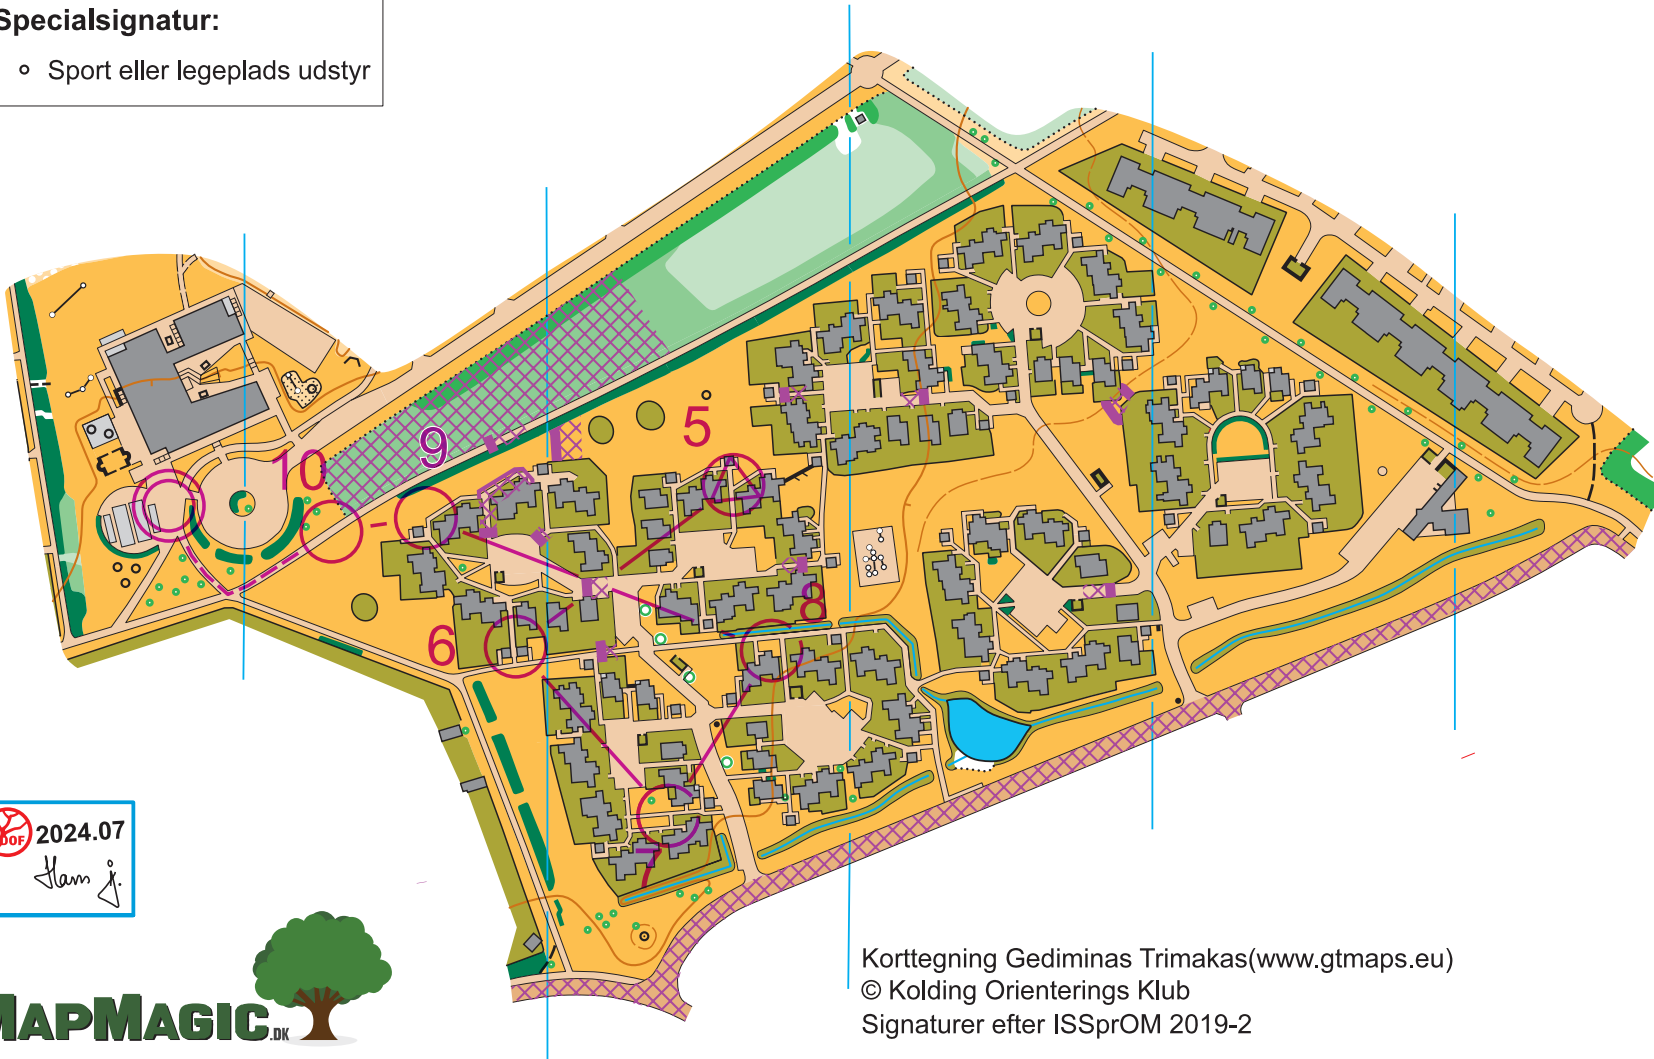 Specialsignatur:
Sport eller legeplads udstyr
5
9
10
8
6
7
DOF 2024.07
Hans J.
MAPMAGIC.DK
Korttegning Gediminas Trimakas(www.gtmaps.eu)
© Kolding Orienterings Klub
Signaturer efter ISSprOM 2019-2